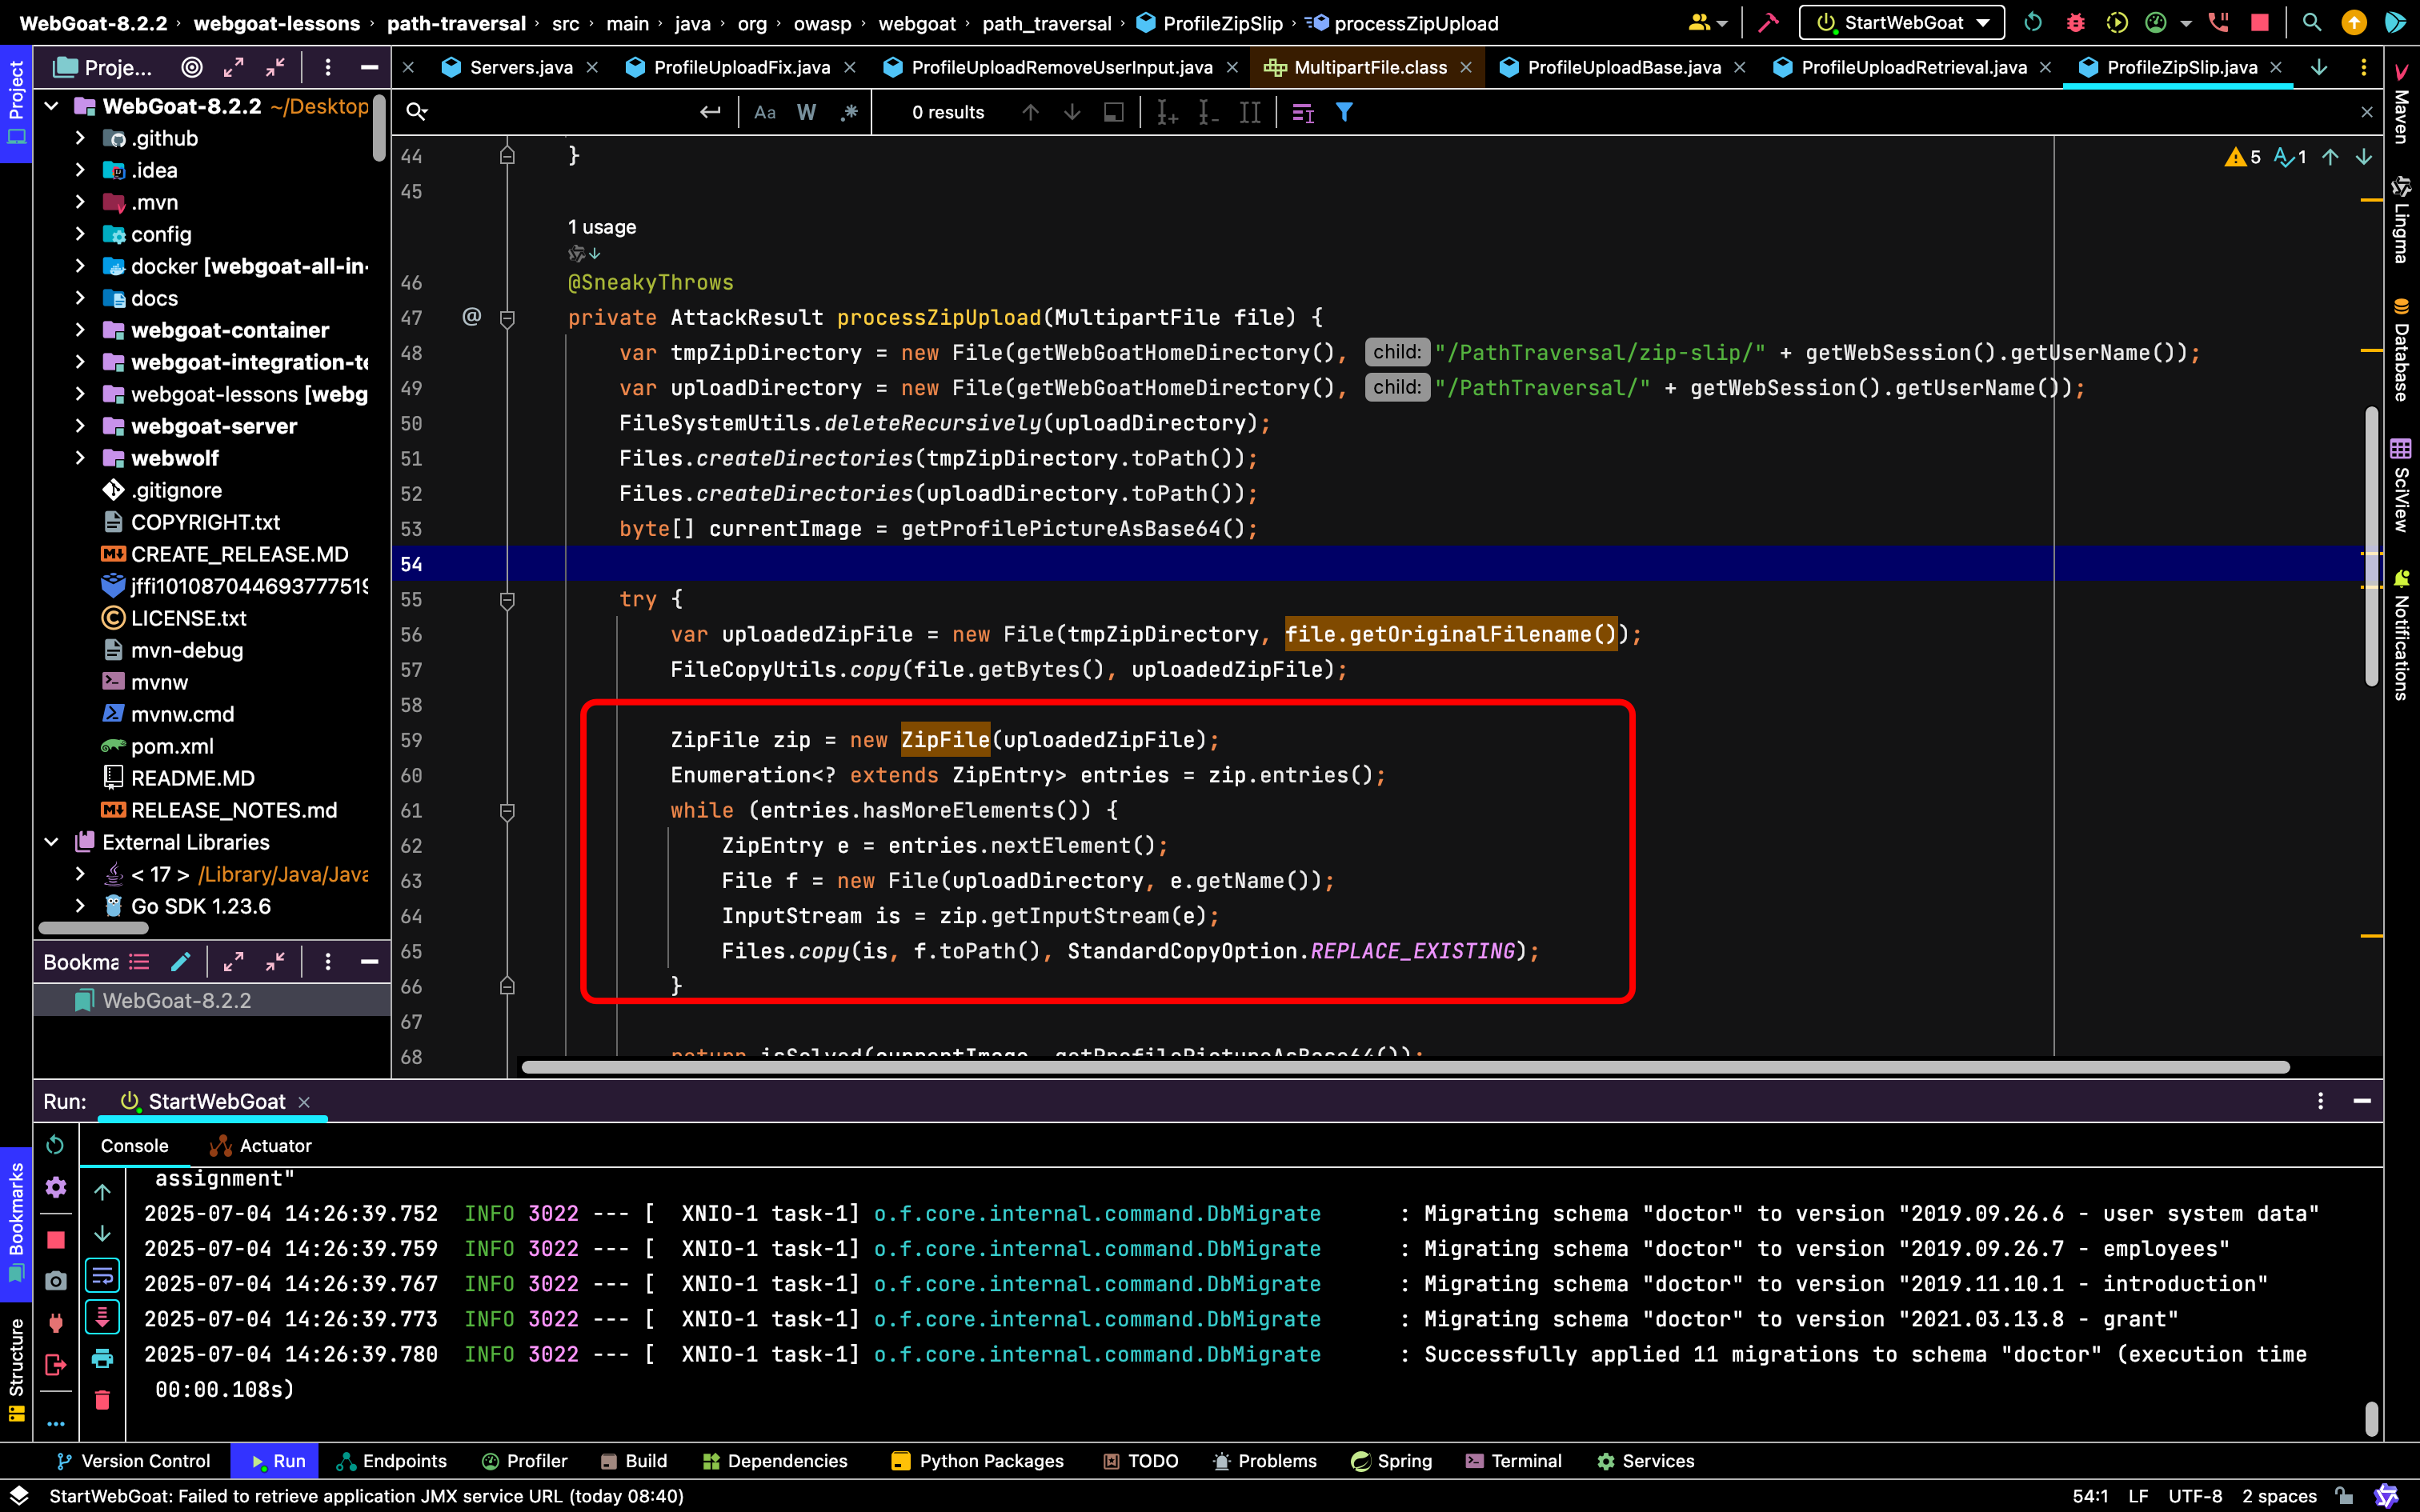 WebGoat-8.2.2 › webgoat-lessons › path-traversal › src › main › java › org › owasp › webgoat › path_traversal › ProfileZipSlip › processZipUpload
StartWebGoat
Project
Proje...
Servers.java
ProfileUploadFix.java
ProfileUploadRemoveUserInput.java
MultipartFile.class
ProfileUploadBase.java
ProfileUploadRetrieval.java
ProfileZipSlip.java
Aa W .* 0 results
WebGoat-8.2.2 ~/Desktop
.github
.idea
.mvn
config
docker [webgoat-all-in-
docs
webgoat-container
webgoat-integration-te
webgoat-lessons [webg
webgoat-server
webwolf
.gitignore
COPYRIGHT.txt
CREATE_RELEASE.MD
jffi101087044693777519
LICENSE.txt
mvn-debug
mvnw
mvnw.cmd
pom.xml
README.MD
RELEASE_NOTES.md
External Libraries
< 17 > /Library/Java/Java
Go SDK 1.23.6
Bookma
WebGoat-8.2.2
5 1
44 }
45
1 usage
46 @SneakyThrows
47 @ private AttackResult processZipUpload(MultipartFile file) {
48 var tmpZipDirectory = new File(getWebGoatHomeDirectory(), child: "/PathTraversal/zip-slip/" + getWebSession().getUserName());
49 var uploadDirectory = new File(getWebGoatHomeDirectory(), child: "/PathTraversal/" + getWebSession().getUserName());
50 FileSystemUtils.deleteRecursively(uploadDirectory);
51 Files.createDirectories(tmpZipDirectory.toPath());
52 Files.createDirectories(uploadDirectory.toPath());
53 byte[] currentImage = getProfilePictureAsBase64();
54
55 try {
56 var uploadedZipFile = new File(tmpZipDirectory, file.getOriginalFilename());
57 FileCopyUtils.copy(file.getBytes(), uploadedZipFile);
58
59 ZipFile zip = new ZipFile(uploadedZipFile);
60 Enumeration<? extends ZipEntry> entries = zip.entries();
61 while (entries.hasMoreElements()) {
62 ZipEntry e = entries.nextElement();
63 File f = new File(uploadDirectory, e.getName());
64 InputStream is = zip.getInputStream(e);
65 Files.copy(is, f.toPath(), StandardCopyOption.REPLACE_EXISTING);
66 }
67
68 return isSolved(currentImage, getProfilePictureAsBase64());
Maven
Lingma
Database
SciView
Notifications
Run: StartWebGoat
Console Actuator
Bookmarks
Structure
assignment"
2025-07-04 14:26:39.752 INFO 3022 --- [ XNIO-1 task-1] o.f.core.internal.command.DbMigrate : Migrating schema "doctor" to version "2019.09.26.6 - user system data"
2025-07-04 14:26:39.759 INFO 3022 --- [ XNIO-1 task-1] o.f.core.internal.command.DbMigrate : Migrating schema "doctor" to version "2019.09.26.7 - employees"
2025-07-04 14:26:39.767 INFO 3022 --- [ XNIO-1 task-1] o.f.core.internal.command.DbMigrate : Migrating schema "doctor" to version "2019.11.10.1 - introduction"
2025-07-04 14:26:39.773 INFO 3022 --- [ XNIO-1 task-1] o.f.core.internal.command.DbMigrate : Migrating schema "doctor" to version "2021.03.13.8 - grant"
2025-07-04 14:26:39.780 INFO 3022 --- [ XNIO-1 task-1] o.f.core.internal.command.DbMigrate : Successfully applied 11 migrations to schema "doctor" (execution time
00:00.108s)
Version Control Run Endpoints Profiler Build Dependencies Python Packages TODO Problems Spring Terminal Services
StartWebGoat: Failed to retrieve application JMX service URL (today 08:40) 54:1 LF UTF-8 2 spaces